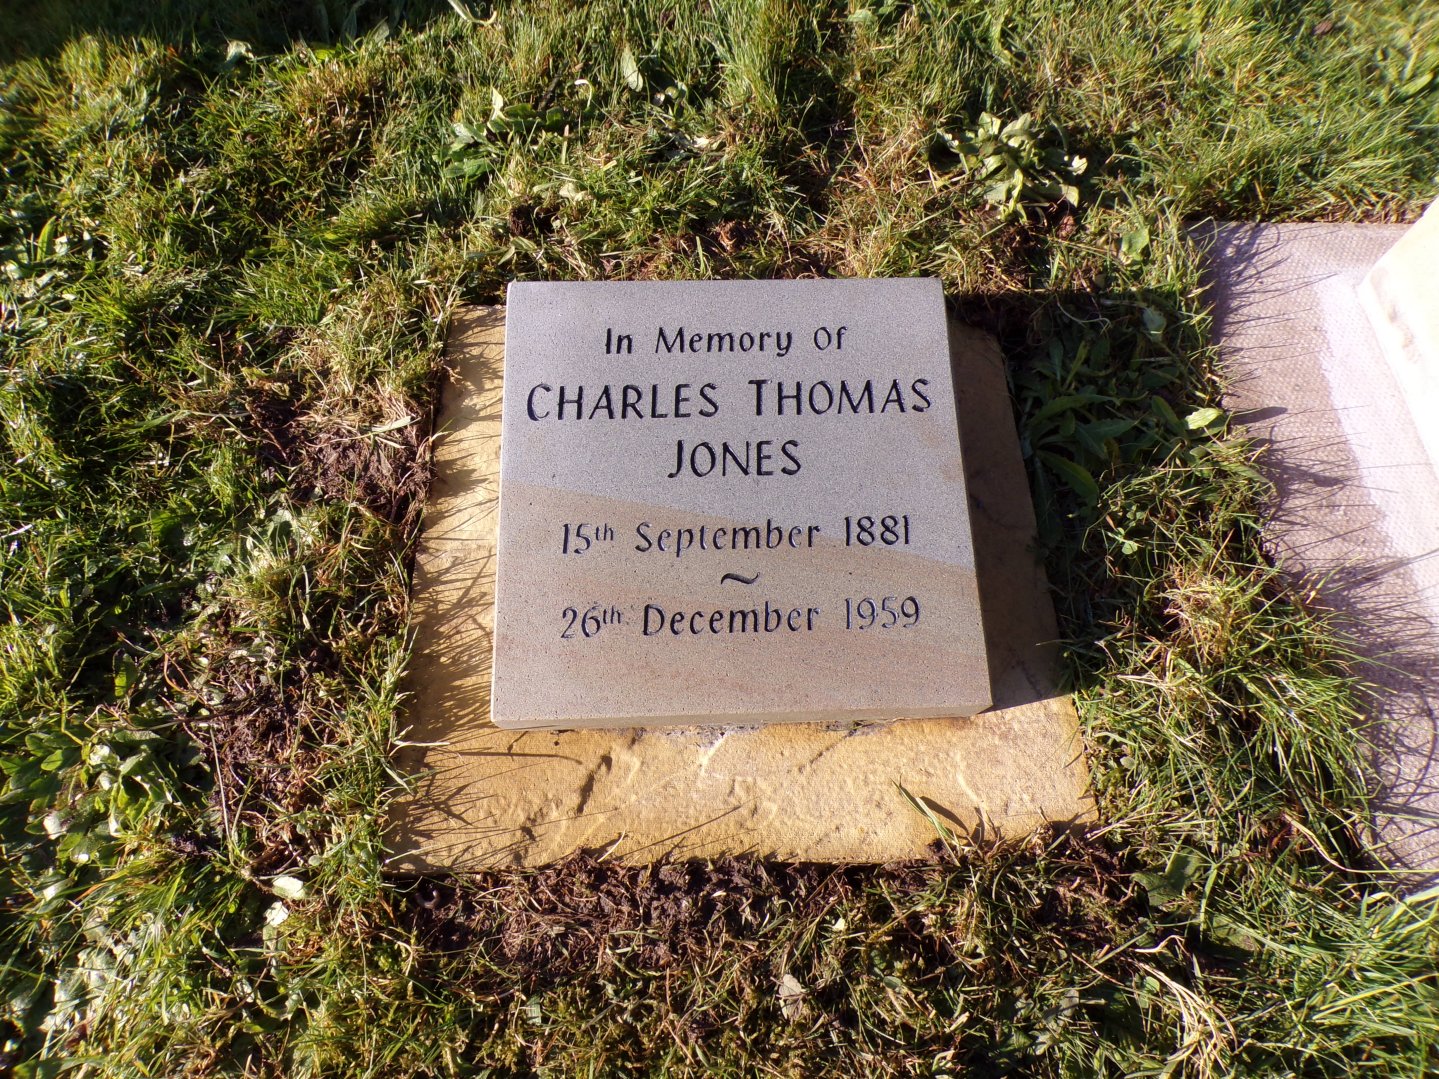 In Memory Of
CHARLES THOMAS
JONES
15th September 1881
~
26th December 1959